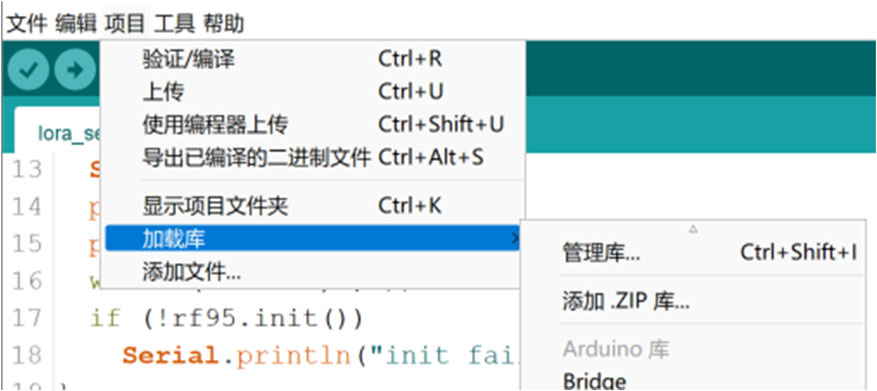 文件 编辑 项目 工具 帮助
验证/编译 Ctrl+R
上传 Ctrl+U
使用编程器上传 Ctrl+Shift+U
导出已编译的二进制文件 Ctrl+Alt+S
显示项目文件夹 Ctrl+K
加载库
添加文件...
管理库... Ctrl+Shift+I
添加 .ZIP 库...
Arduino 库
Bridge
lora_se
13 S
14 p
15 p
16 w
17 if (!rf95.init())
18 Serial.println("init fai
19 }